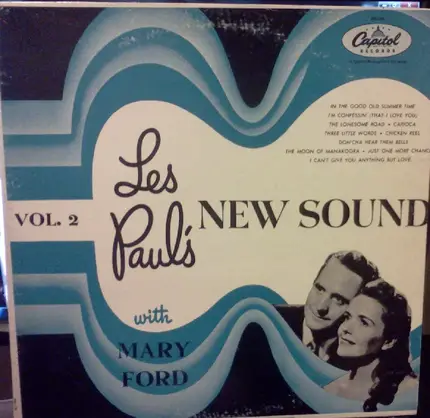 Capitol
RECORDS
IN THE GOOD OLD SUMMER TIME
I'M CONFESSIN' (THAT I LOVE YOU)
THE LONESOME ROAD • CARIOCA
THREE LITTLE WORDS • CHICKEN REEL
DON'CHA HEAR THEM BELLS
THE MOON OF MANAKOORA • JUST ONE MORE CHANC
I CAN'T GIVE YOU ANYTHING BUT LOVE
Les
Paul's
NEW SOUND
VOL. 2
with
MARY
FORD